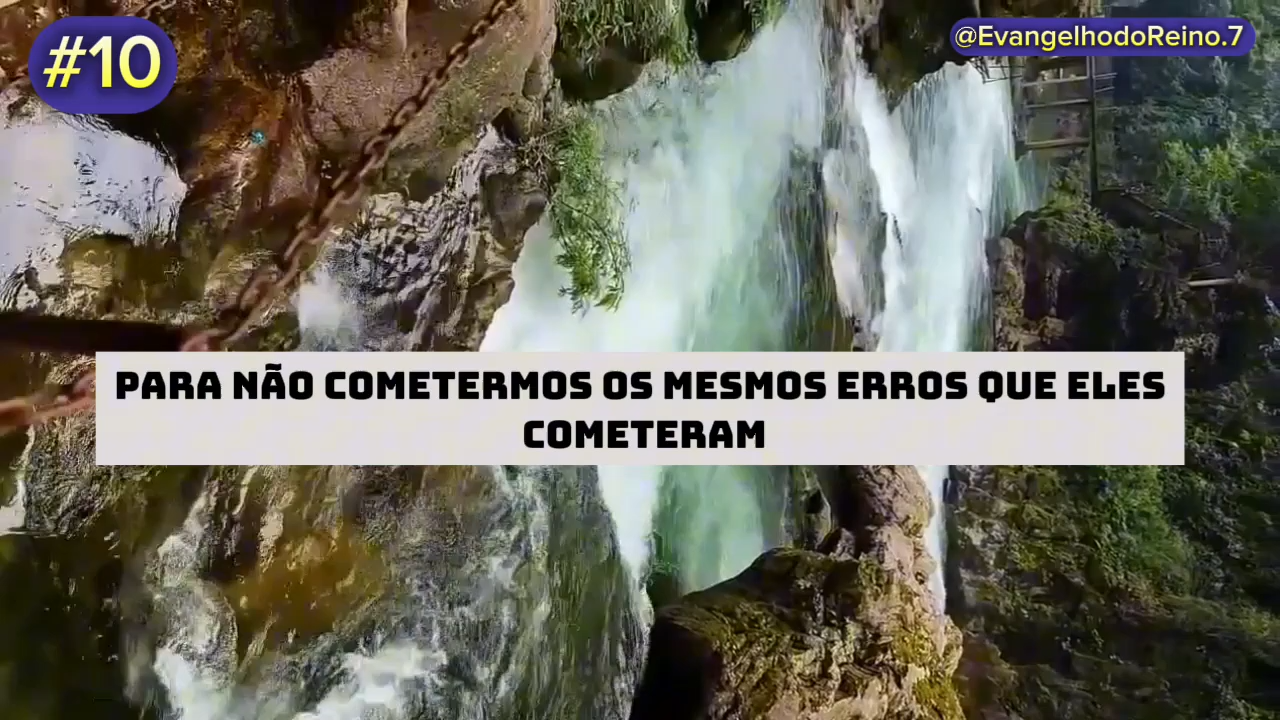 #10
@EvangelhodoReino.7
PARA NÃO COMETERMOS OS MESMOS ERROS QUE ELES
COMETERAM